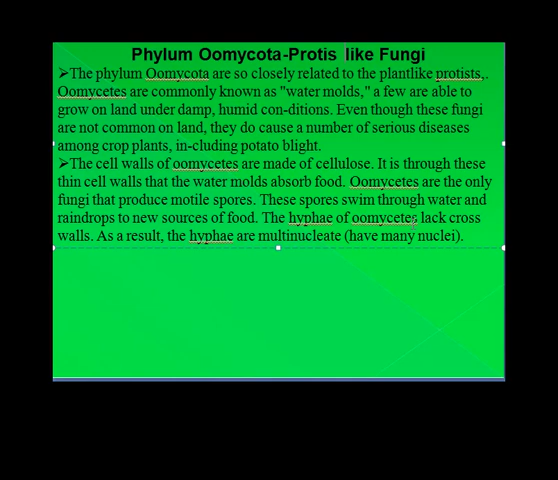 Phylum Oomycota-Protis like Fungi
➢The phylum Oomycota are so closely related to the plantlike protists,.
Oomycetes are commonly known as "water molds," a few are able to
grow on land under damp, humid con-ditions. Even though these fungi
are not common on land, they do cause a number of serious diseases
among crop plants, in-cluding potato blight.
➢The cell walls of oomycetes are made of cellulose. It is through these
thin cell walls that the water molds absorb food. Oomycetes are the only
fungi that produce motile spores. These spores swim through water and
raindrops to new sources of food. The hyphae of oomycetes lack cross
walls. As a result, the hyphae are multinucleate (have many nuclei).